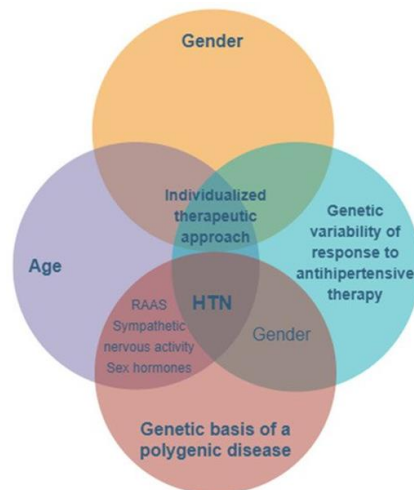 Gender
Individualized
therapeutic
approach
Genetic
variability of
response to
antihipertensive
therapy
Age
RAAS
Sympathetic
nervous activity
Sex hormones
HTN
Gender
Genetic basis of a
polygenic disease